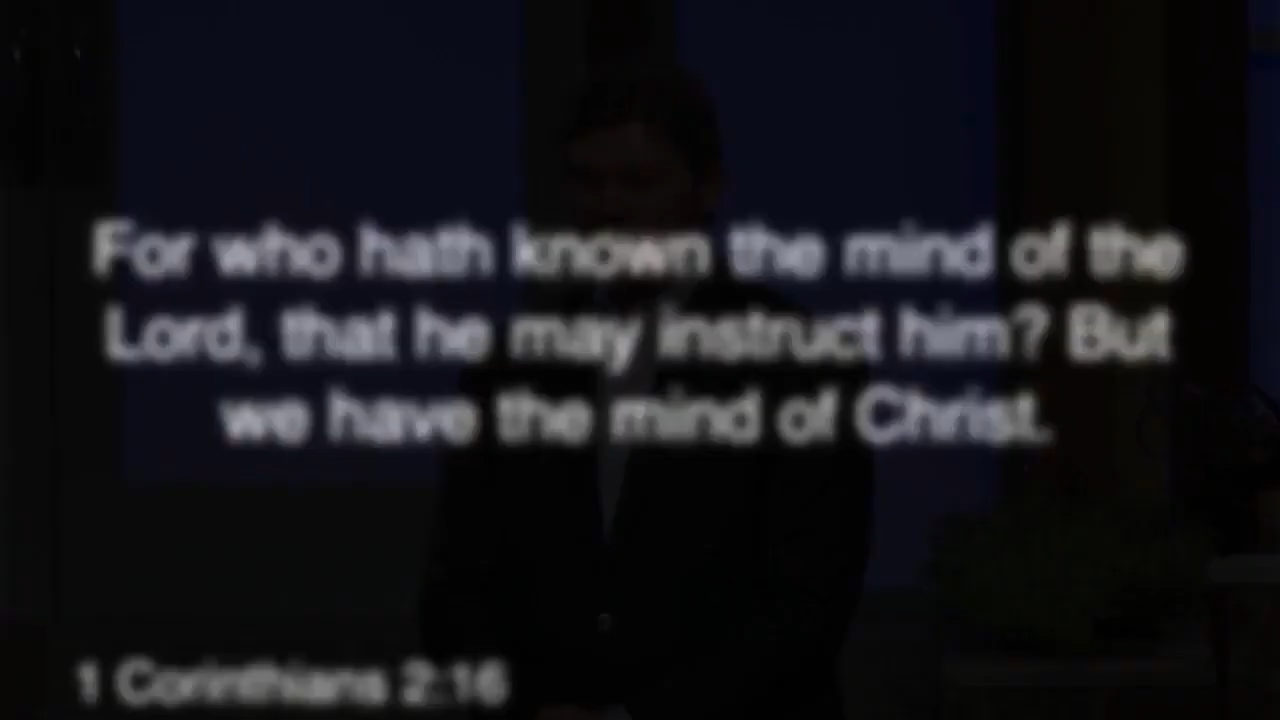 For who hath known the mind of the
Lord, that he may instruct him? But
we have the mind of Christ.
1 Corinthians 2:16